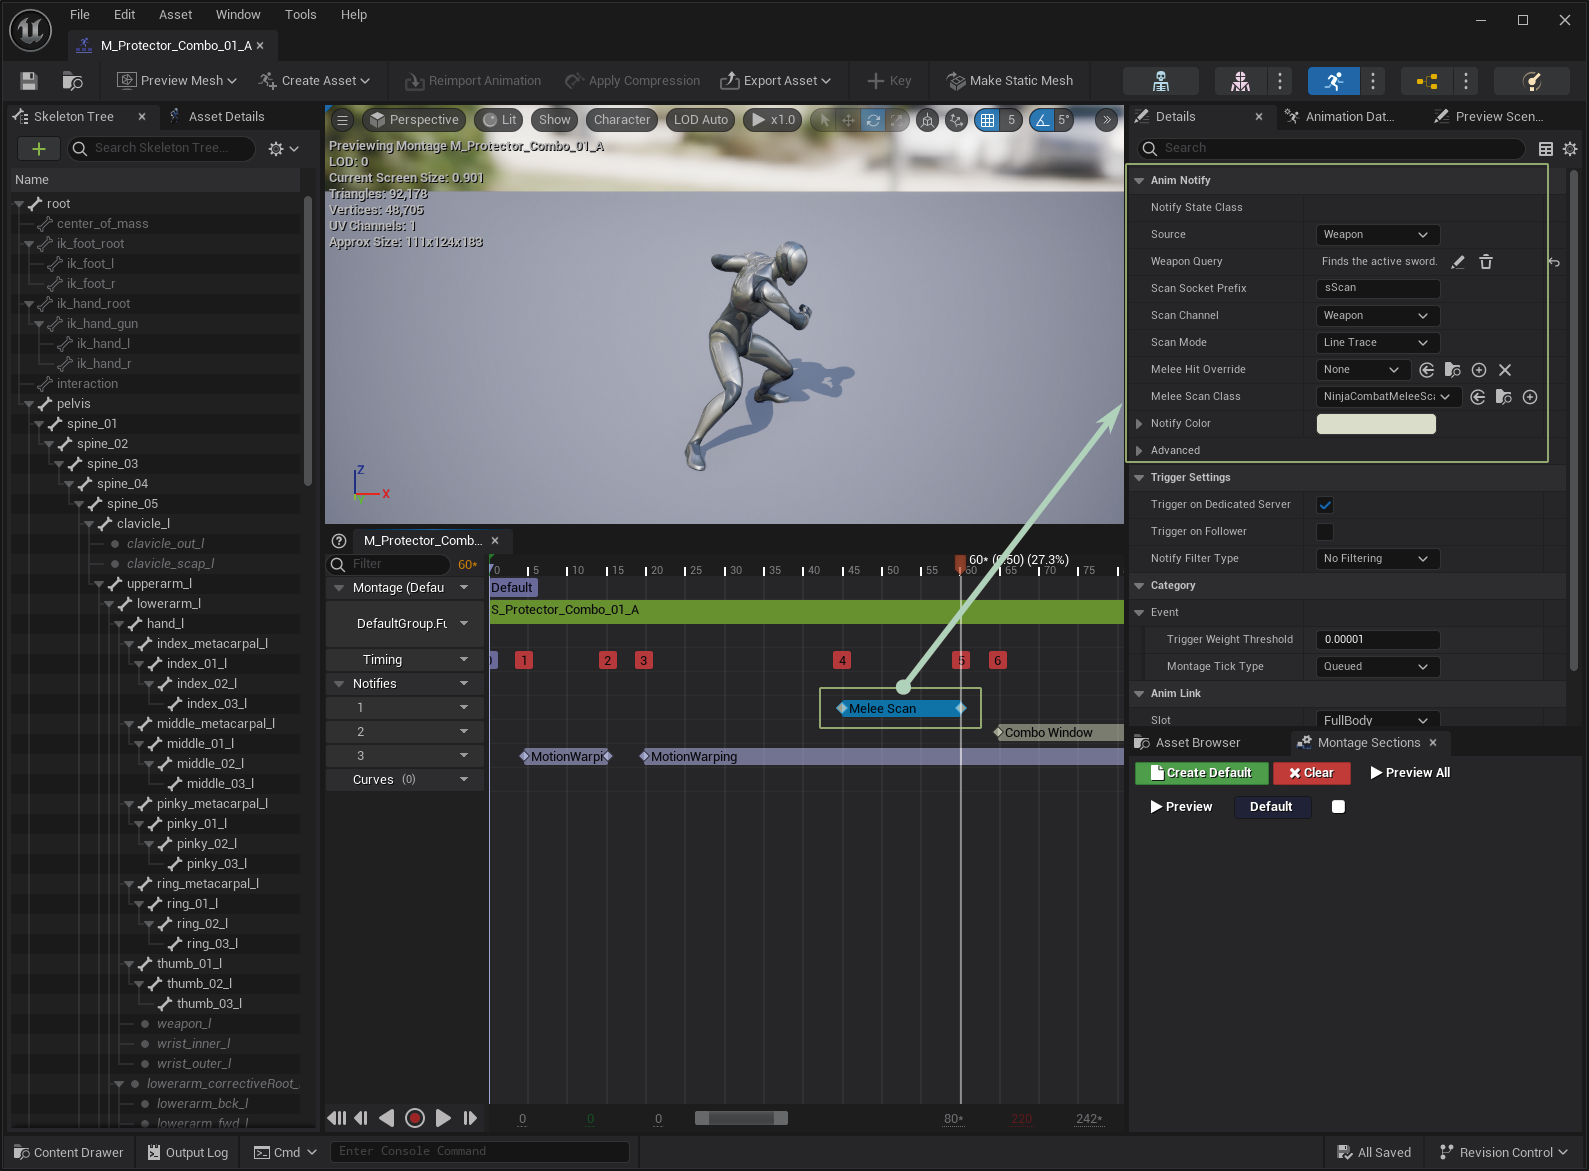 File Edit Asset Window Tools Help
M_Protector_Combo_01_A
Preview Mesh Create Asset Reimport Animation Apply Compression Export Asset Key Make Static Mesh
Skeleton Tree Asset Details
Search Skeleton Tree...
Name
root
center_of_mass
ik_foot_root
ik_foot_l
ik_foot_r
ik_hand_root
ik_hand_gun
ik_hand_l
ik_hand_r
interaction
pelvis
spine_01
spine_02
spine_03
spine_04
spine_05
clavicle_l
clavicle_out_l
clavicle_scap_l
upperarm_l
lowerarm_l
hand_l
index_metacarpal_l
index_01_l
index_02_l
index_03_l
middle_metacarpal_l
middle_01_l
middle_02_l
middle_03_l
pinky_metacarpal_l
pinky_01_l
pinky_02_l
pinky_03_l
ring_metacarpal_l
ring_01_l
ring_02_l
ring_03_l
thumb_01_l
thumb_02_l
thumb_03_l
weapon_l
wrist_inner_l
wrist_outer_l
lowerarm_correctiveRoot_
lowerarm_bck_l
lowerarm_fwd_l
Perspective Lit Show Character LOD Auto x1.0 5 5°
Previewing Montage M_Protector_Combo_01_A
LOD: 0
Current Screen Size: 0.901
Triangles: 92,178
Vertices: 48,705
UV Channels: 1
Approx Size: 111x124x183
Z
X
M_Protector_Comb...
Filter 60*
60* (0.50) (27.3%)
0 5 10 15 20 25 30 35 40 45 50 55 60 65 70 75
Montage (Defau Default
S_Protector_Combo_01_A
DefaultGroup.Fu
Timing 1 2 3 4 5 6
Notifies
1 Melee Scan
2 Combo Window
3 MotionWarpi MotionWarping
Curves (0)
0 0 0 80* 220 242*
Details Animation Dat... Preview Scen...
Search
Anim Notify
Notify State Class
Source Weapon
Weapon Query Finds the active sword.
Scan Socket Prefix sScan
Scan Channel Weapon
Scan Mode Line Trace
Melee Hit Override None
Melee Scan Class NinjaCombatMeleeSca
Notify Color
Advanced
Trigger Settings
Trigger on Dedicated Server
Trigger on Follower
Notify Filter Type No Filtering
Category
Event
Trigger Weight Threshold 0.00001
Montage Tick Type Queued
Anim Link
Slot FullBody
Asset Browser Montage Sections
Create Default Clear Preview All
Preview Default
Content Drawer Output Log Cmd Enter Console Command All Saved Revision Control